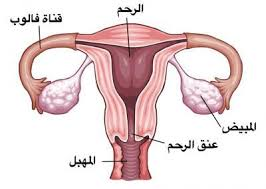 الرحم
قناة فالوب
المبيض
عنق الرحم
المهبل